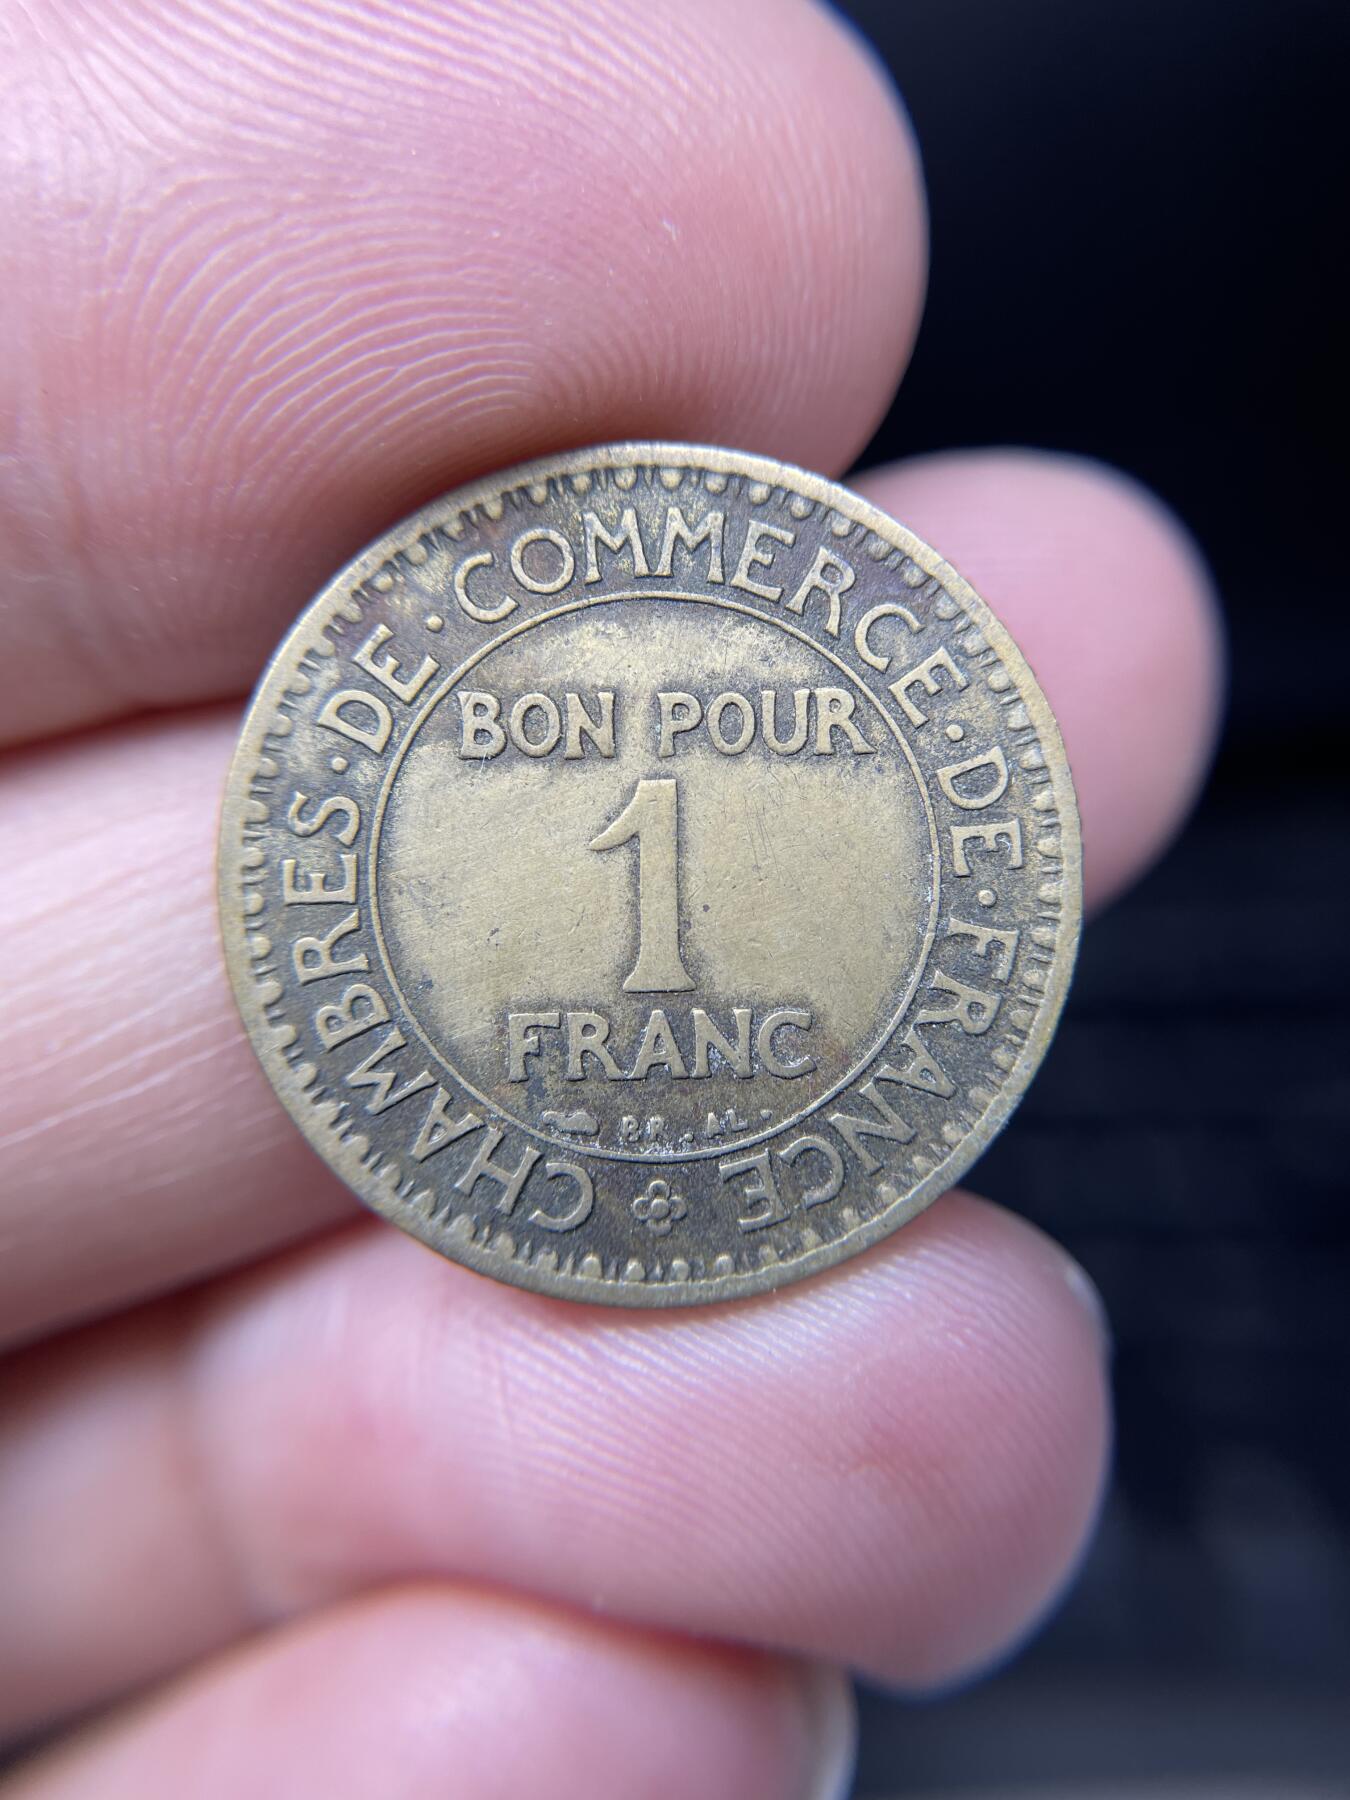 CHAMBRES · DE · COMMERCE · DE · FRANCE
BON POUR
1
FRANC
BR. AL.